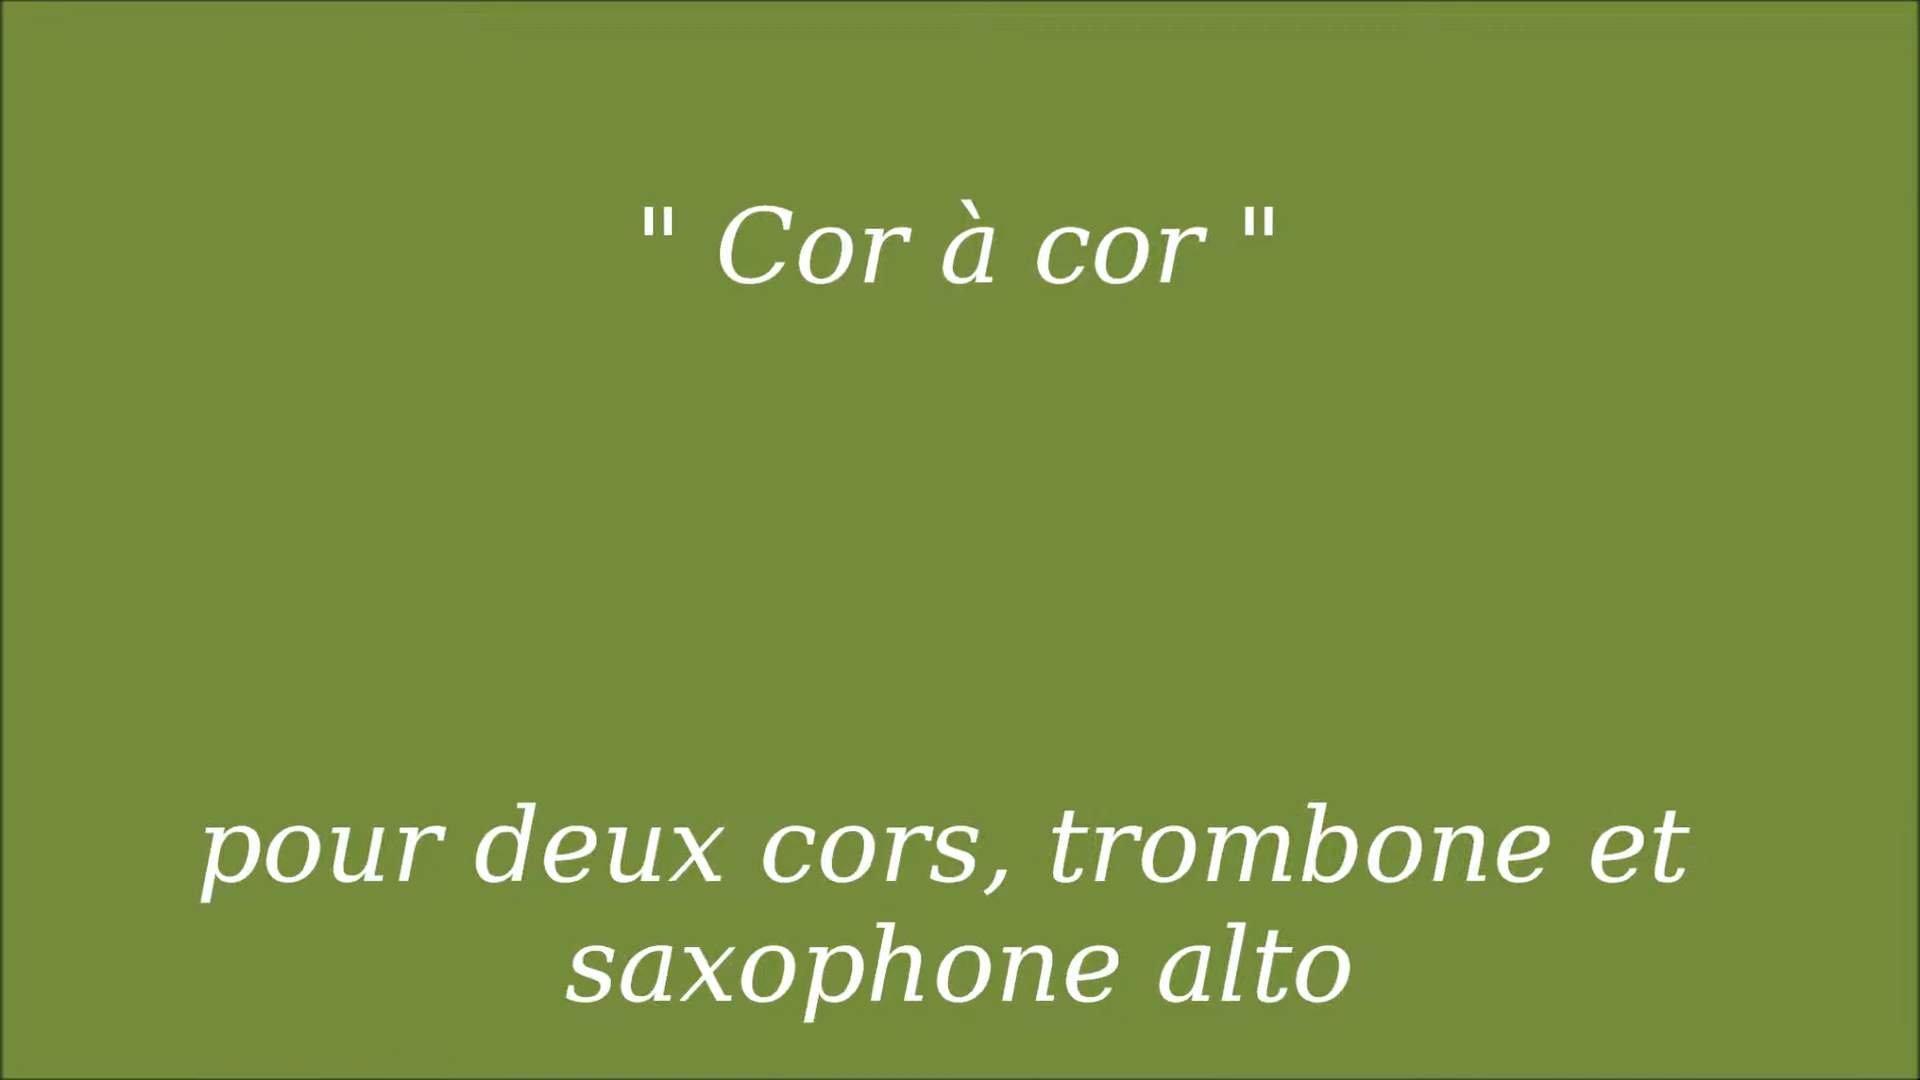 " Cor à cor "
pour deux cors, trombone et
saxophone alto